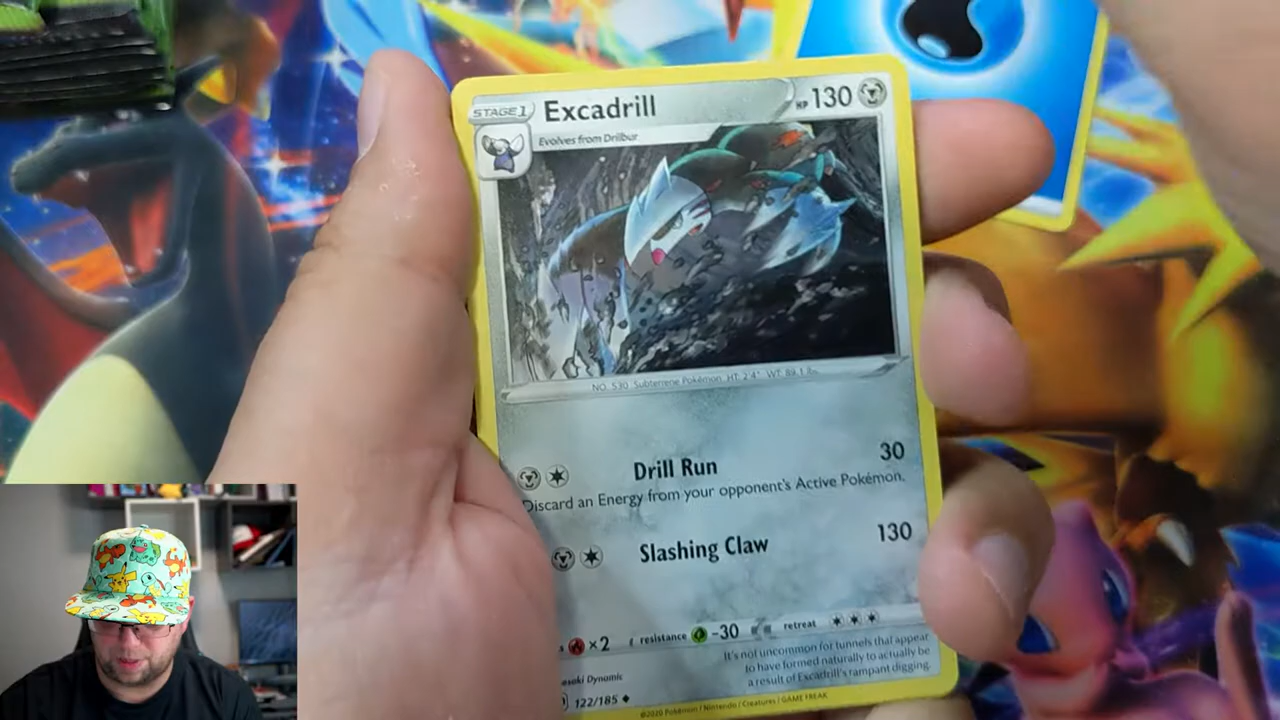 STAGE 1 Excadrill HP 130
Evolves from Drilbur
NO. 530 Subterrene Pokémon HT: 2'4" WT: 89.1
Drill Run 30
Discard an Energy from your opponent's Active Pokémon.
Slashing Claw 130
×2 resistance -30 retreat
It's not uncommon for tunnels that appear
to have formed naturally to actually be
a result of Excadrill's rampant digging.
Dynamic
122/185
©2020 Pokémon / Nintendo / Creatures / GAME FREAK